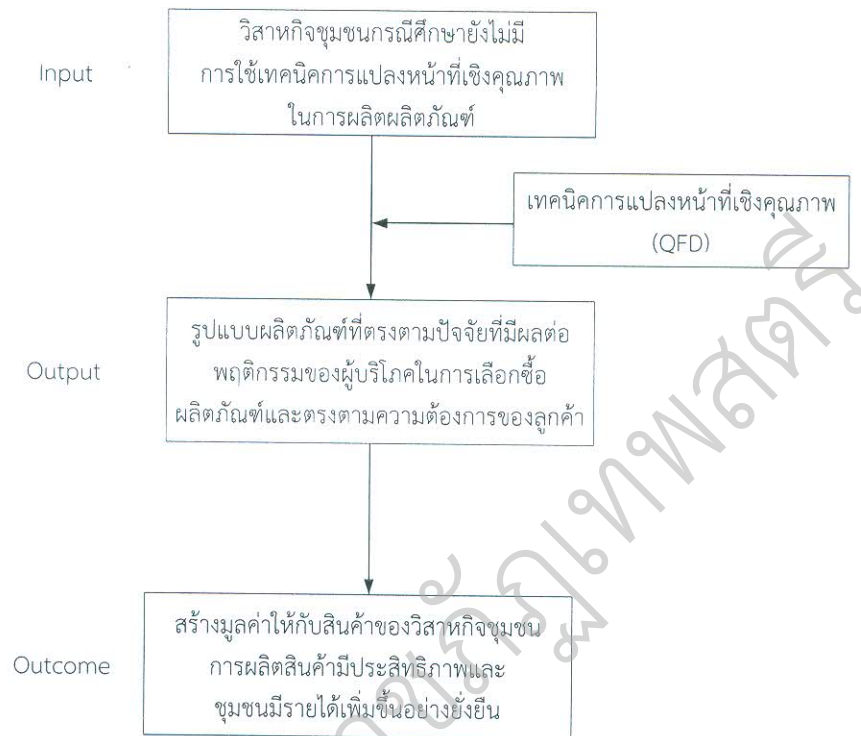 วิสาหกิจชุมชนกรณีศึกษายังไม่มี
Input
การใช้เทคนิคการแปลงหน้าที่เชิงคุณภาพ
ในการผลิตผลิตภัณฑ์
เทคนิคการแปลงหน้าที่เชิงคุณภาพ
(QFD)
รูปแบบผลิตภัณฑ์ที่ตรงตามปัจจัยที่มีผลต่อ
Output
พฤติกรรมของผู้บริโภคในการเลือกซื้อ
ผลิตภัณฑ์และตรงตามความต้องการของลูกค้า
สร้างมูลค่าให้กับสินค้าของวิสาหกิจชุมชน
Outcome
การผลิตสินค้ามีประสิทธิภาพและ
ชุมชนมีรายได้เพิ่มขึ้นอย่างยั่งยืน
ราชภัฏเทพสตรี